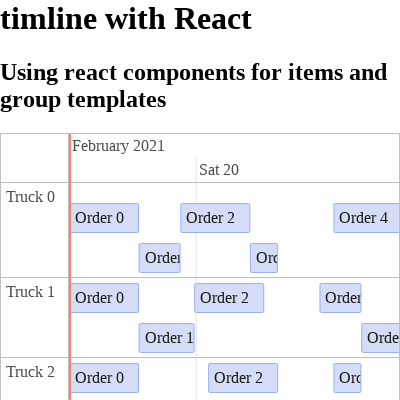 timline with React
Using react components for items and
group templates
February 2021
Sat 20
Truck 0
Order 0
Order 2
Order 4
Order
Ord
Truck 1
Order 0
Order 2
Order
Order 1
Orde
Truck 2
Order 0
Order 2
Ord